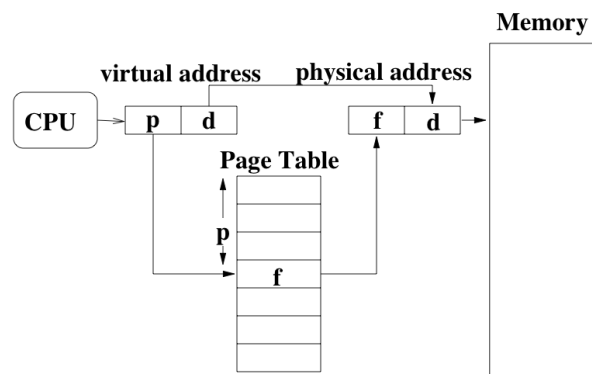 Memory
virtual address
physical address
CPU
p
d
f
d
Page Table
p
f